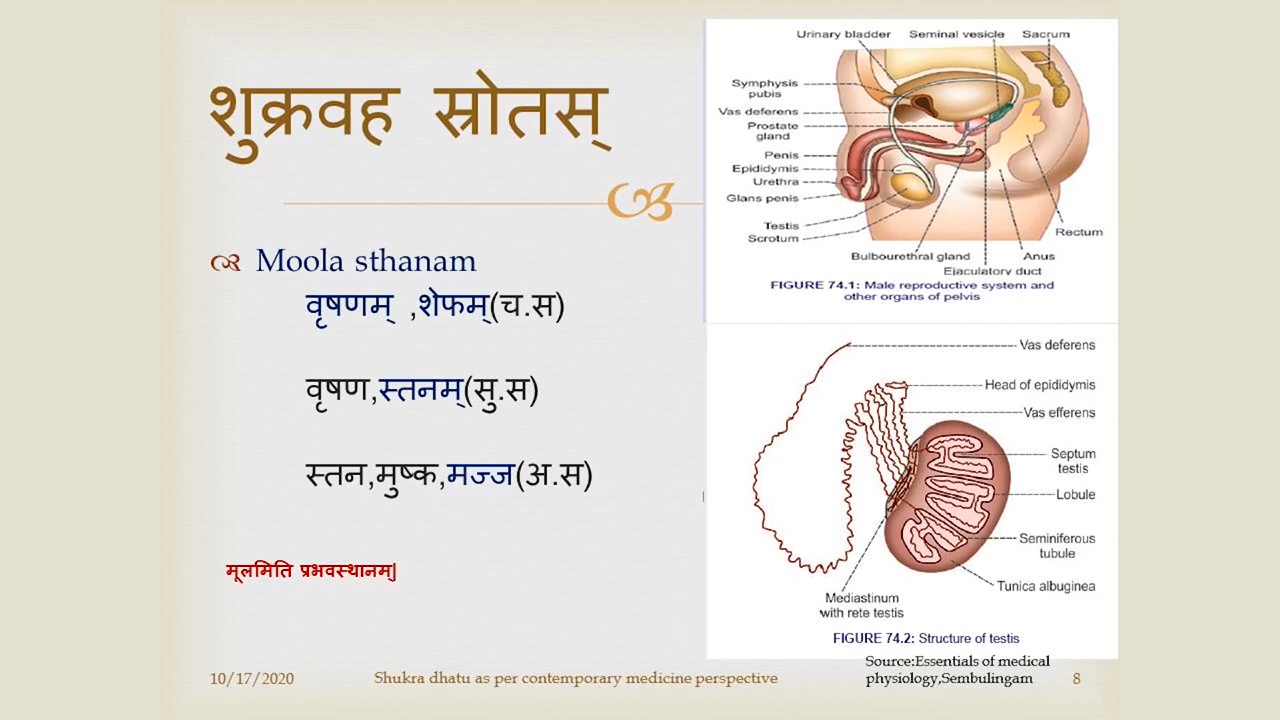 शुक्रवह स्रोतस्
Moola sthanam
वृषणम् ,शेफम्(च.स)
वृषण,स्तनम्(सु.स)
स्तन,मुष्क,मज्ज(अ.स)
मूलमिति प्रभवस्थानम्|
Urinary bladder Seminal vesicle Sacrum
Symphysis
pubis
Vas deferens
Prostate
gland
Penis
Epididymis
Urethra
Glans penis
Testis
Scrotum
Rectum
Bulbourethral gland Anus
Ejaculatory duct
FIGURE 74.1: Male reproductive system and
other organs of pelvis
Vas deferens
Head of epididymis
Vas efferens
Septum
testis
Lobule
Seminiferous
tubule
Tunica albuginea
Mediastinum
with rete testis
FIGURE 74.2: Structure of testis
Source:Essentials of medical
physiology,Sembulingam
10/17/2020 Shukra dhatu as per contemporary medicine perspective 8